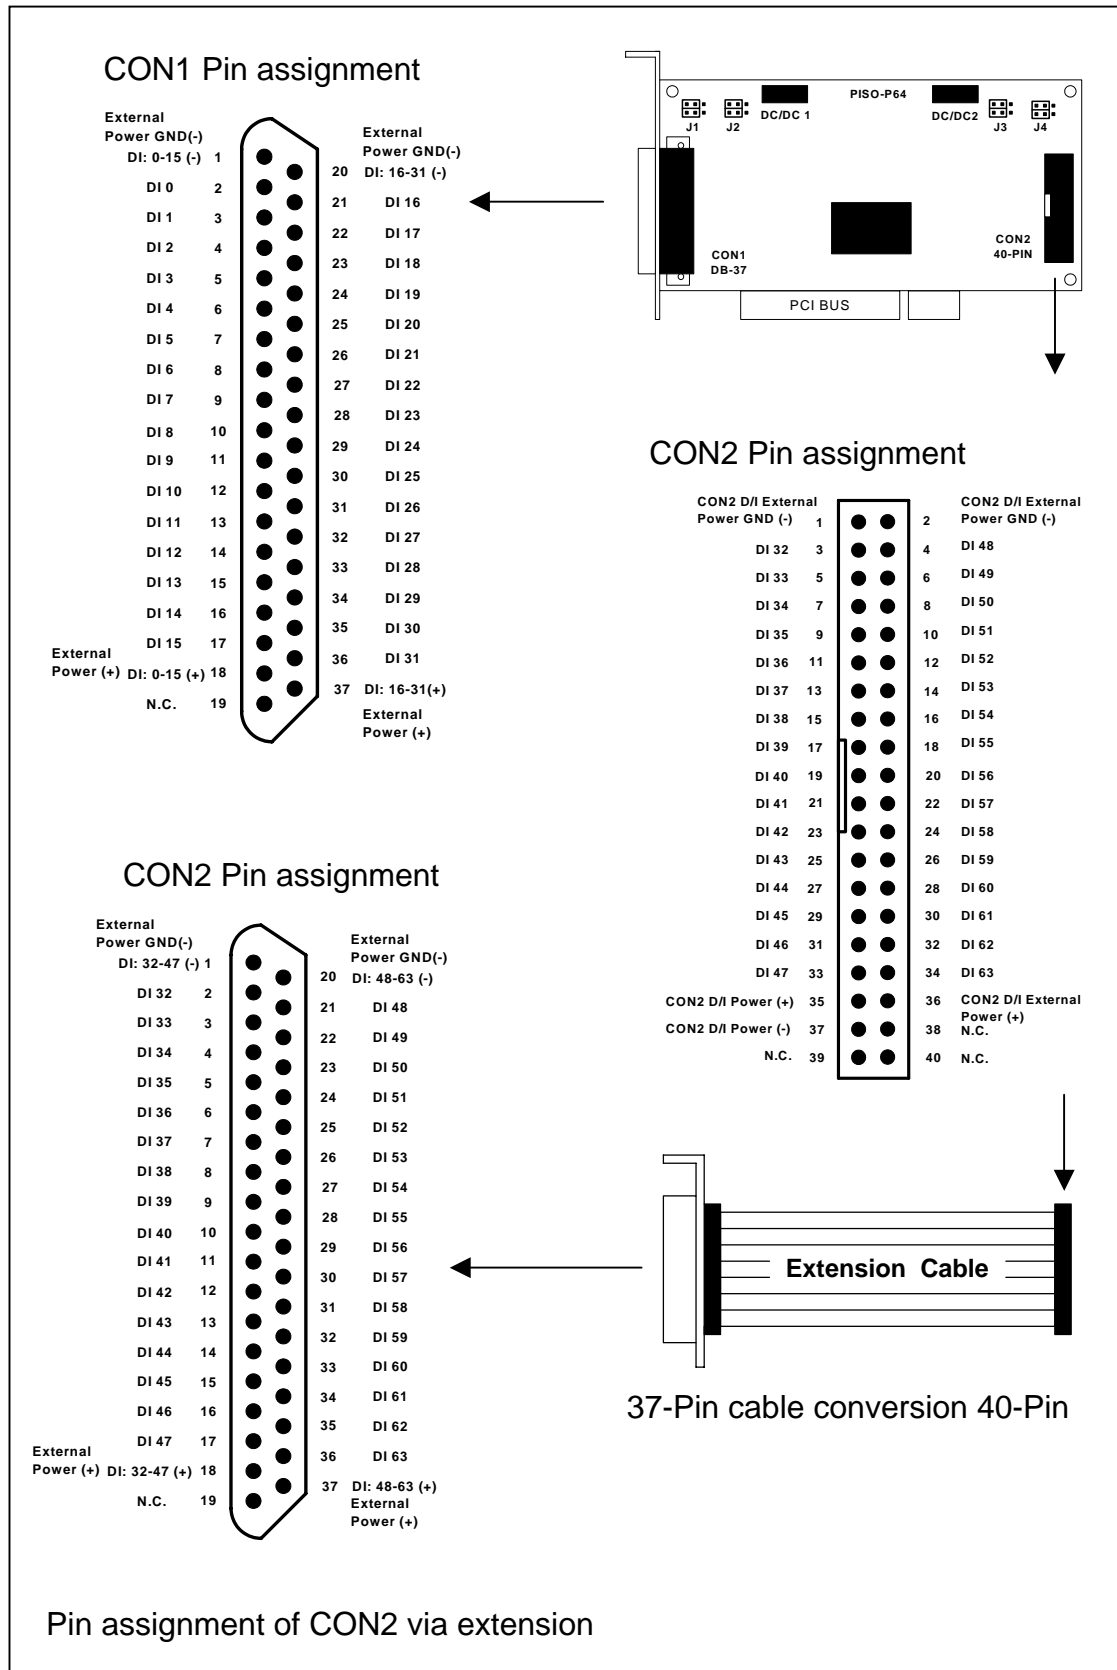 CON1 Pin assignment
External
Power GND(-)
DI: 0-15 (-) 1
DI 0 2
DI 1 3
DI 2 4
DI 3 5
DI 4 6
DI 5 7
DI 6 8
DI 7 9
DI 8 10
DI 9 11
DI 10 12
DI 11 13
DI 12 14
DI 13 15
DI 14 16
DI 15 17
External
Power (+) DI: 0-15 (+) 18
N.C. 19
External
Power GND(-)
20 DI: 16-31 (-)
21 DI 16
22 DI 17
23 DI 18
24 DI 19
25 DI 20
26 DI 21
27 DI 22
28 DI 23
29 DI 24
30 DI 25
31 DI 26
32 DI 27
33 DI 28
34 DI 29
35 DI 30
36 DI 31
37 DI: 16-31(+)
External
Power (+)
PISO-P64
J1 J2 DC/DC 1 DC/DC2 J3 J4
CON1
DB-37
CON2
40-PIN
PCI BUS
CON2 Pin assignment
CON2 D/I External
Power GND (-) 1
CON2 D/I External
2 Power GND (-)
DI 32 3 4 DI 48
DI 33 5 6 DI 49
DI 34 7 8 DI 50
DI 35 9 10 DI 51
DI 36 11 12 DI 52
DI 37 13 14 DI 53
DI 38 15 16 DI 54
DI 39 17 18 DI 55
DI 40 19 20 DI 56
DI 41 21 22 DI 57
DI 42 23 24 DI 58
DI 43 25 26 DI 59
DI 44 27 28 DI 60
DI 45 29 30 DI 61
DI 46 31 32 DI 62
DI 47 33 34 DI 63
CON2 D/I Power (+) 35 36 CON2 D/I External
Power (+)
CON2 D/I Power (-) 37 38 N.C.
N.C. 39 40 N.C.
CON2 Pin assignment
External
Power GND(-)
DI: 32-47 (-) 1
DI 32 2
DI 33 3
DI 34 4
DI 35 5
DI 36 6
DI 37 7
DI 38 8
DI 39 9
DI 40 10
DI 41 11
DI 42 12
DI 43 13
DI 44 14
DI 45 15
DI 46 16
DI 47 17
External
Power (+) DI: 32-47 (+) 18
N.C. 19
External
Power GND(-)
20 DI: 48-63 (-)
21 DI 48
22 DI 49
23 DI 50
24 DI 51
25 DI 52
26 DI 53
27 DI 54
28 DI 55
29 DI 56
30 DI 57
31 DI 58
32 DI 59
33 DI 60
34 DI 61
35 DI 62
36 DI 63
37 DI: 48-63 (+)
External
Power (+)
Extension Cable
37-Pin cable conversion 40-Pin
Pin assignment of CON2 via extension